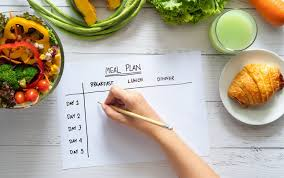 MEAL PLAN
BREAKFAST LUNCH DINNER
DAY 1
DAY 2
DAY 3
DAY 4
DAY 5